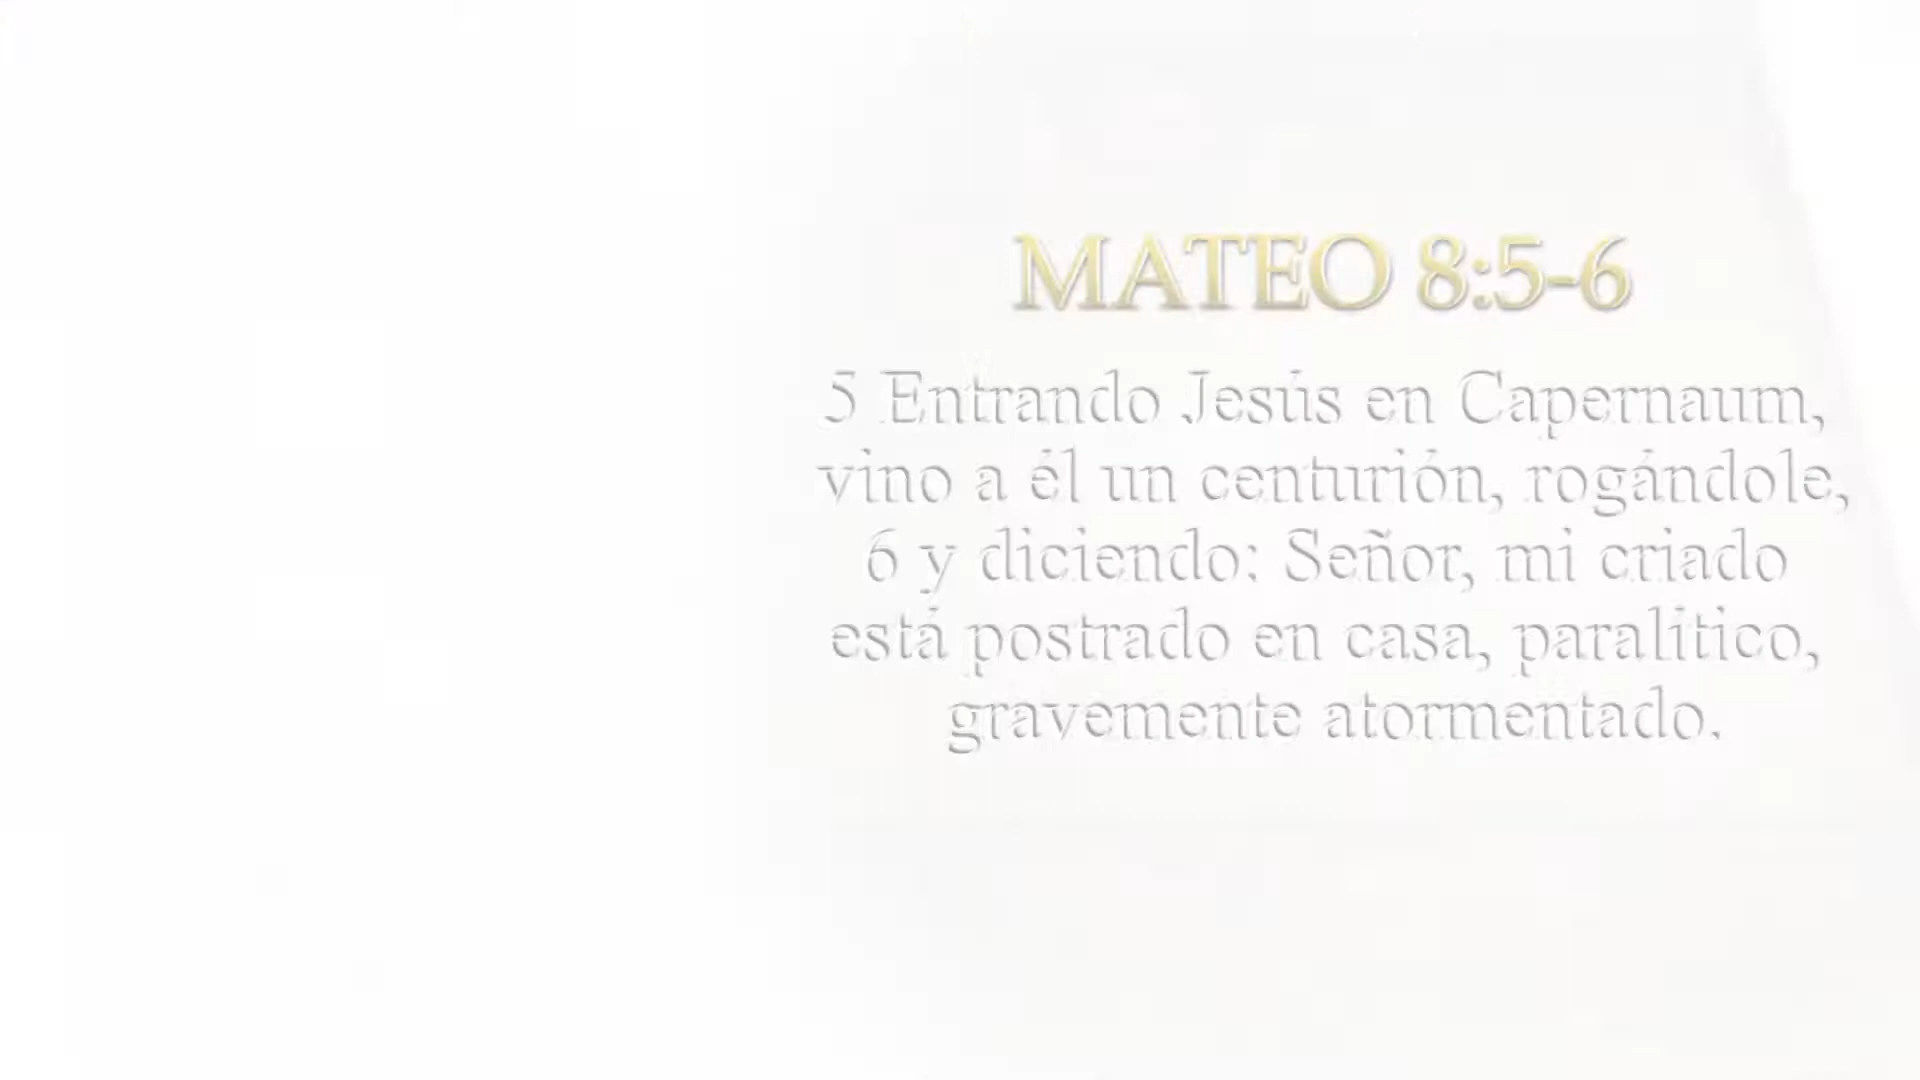 MATEO 8:5-6
5 Entrando Jesús en Capernaum,
vino a él un centurión, rogándole,
6 y diciendo: Señor, mi criado
está postrado en casa, paralítico,
gravemente atormentado.